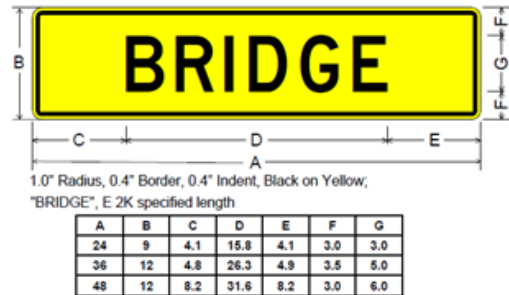 F
B
BRIDGE
G
F
C
D
E
A
1.0" Radius, 0.4" Border, 0.4" Indent, Black on Yellow;
"BRIDGE", E 2K specified length
A B C D E F G
24 9 4.1 15.8 4.1 3.0 3.0
36 12 4.8 26.3 4.9 3.5 5.0
48 12 8.2 31.6 8.2 3.0 6.0